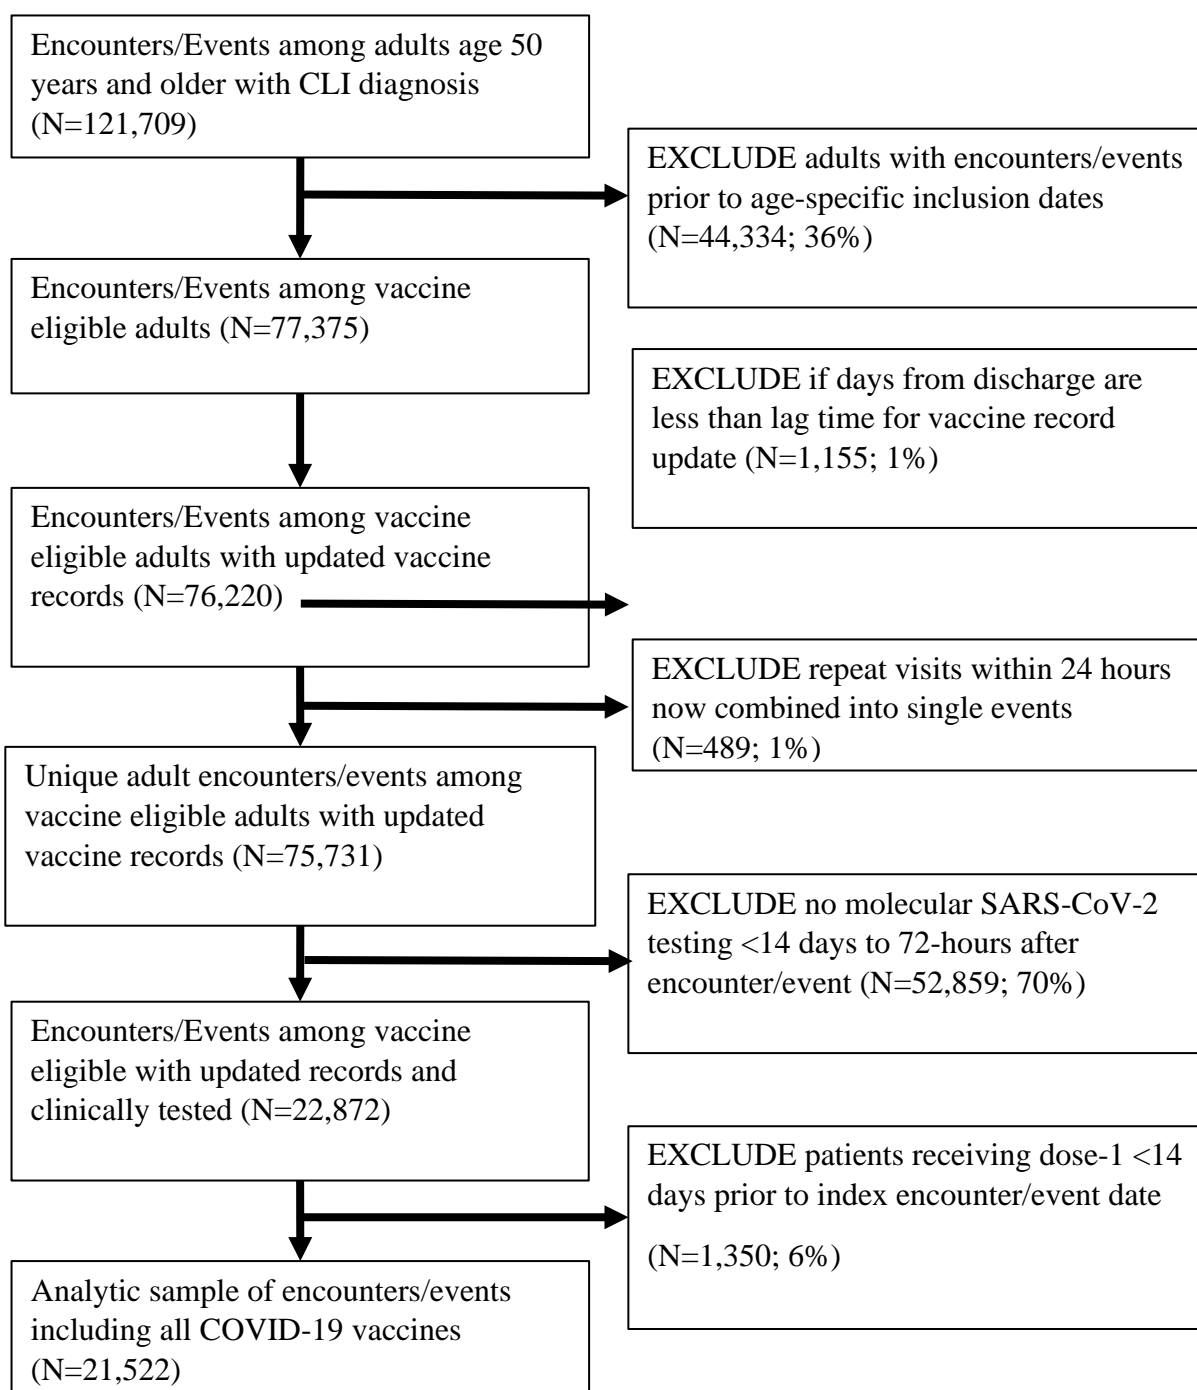 Encounters/Events among adults age 50
years and older with CLI diagnosis
(N=121,709)
EXCLUDE adults with encounters/events
prior to age-specific inclusion dates
(N=44,334; 36%)
Encounters/Events among vaccine
eligible adults (N=77,375)
EXCLUDE if days from discharge are
less than lag time for vaccine record
update (N=1,155; 1%)
Encounters/Events among vaccine
eligible adults with updated vaccine
records (N=76,220)
EXCLUDE repeat visits within 24 hours
now combined into single events
(N=489; 1%)
Unique adult encounters/events among
vaccine eligible adults with updated
vaccine records (N=75,731)
EXCLUDE no molecular SARS-CoV-2
testing <14 days to 72-hours after
encounter/event (N=52,859; 70%)
Encounters/Events among vaccine
eligible with updated records and
clinically tested (N=22,872)
EXCLUDE patients receiving dose-1 <14
days prior to index encounter/event date
(N=1,350; 6%)
Analytic sample of encounters/events
including all COVID-19 vaccines
(N=21,522)